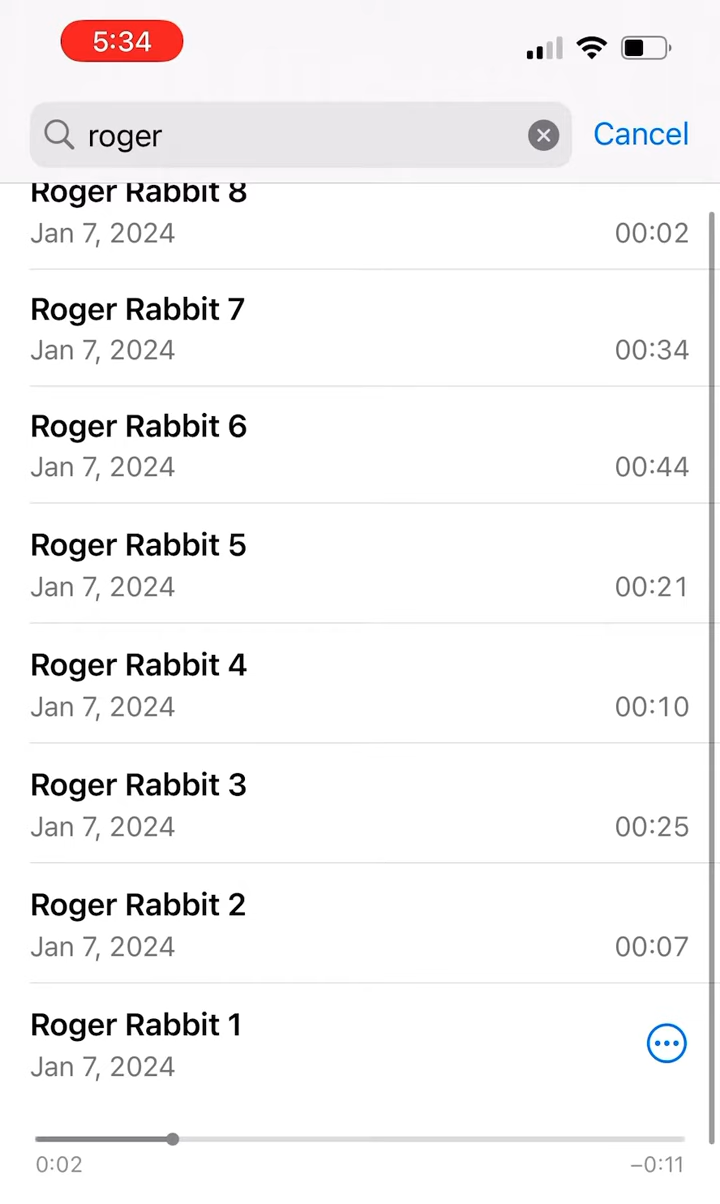 5:34
roger
Cancel
Roger Rabbit 8
Jan 7, 2024
00:02
Roger Rabbit 7
Jan 7, 2024
00:34
Roger Rabbit 6
Jan 7, 2024
00:44
Roger Rabbit 5
Jan 7, 2024
00:21
Roger Rabbit 4
Jan 7, 2024
00:10
Roger Rabbit 3
Jan 7, 2024
00:25
Roger Rabbit 2
Jan 7, 2024
00:07
Roger Rabbit 1
Jan 7, 2024
0:02
−0:11